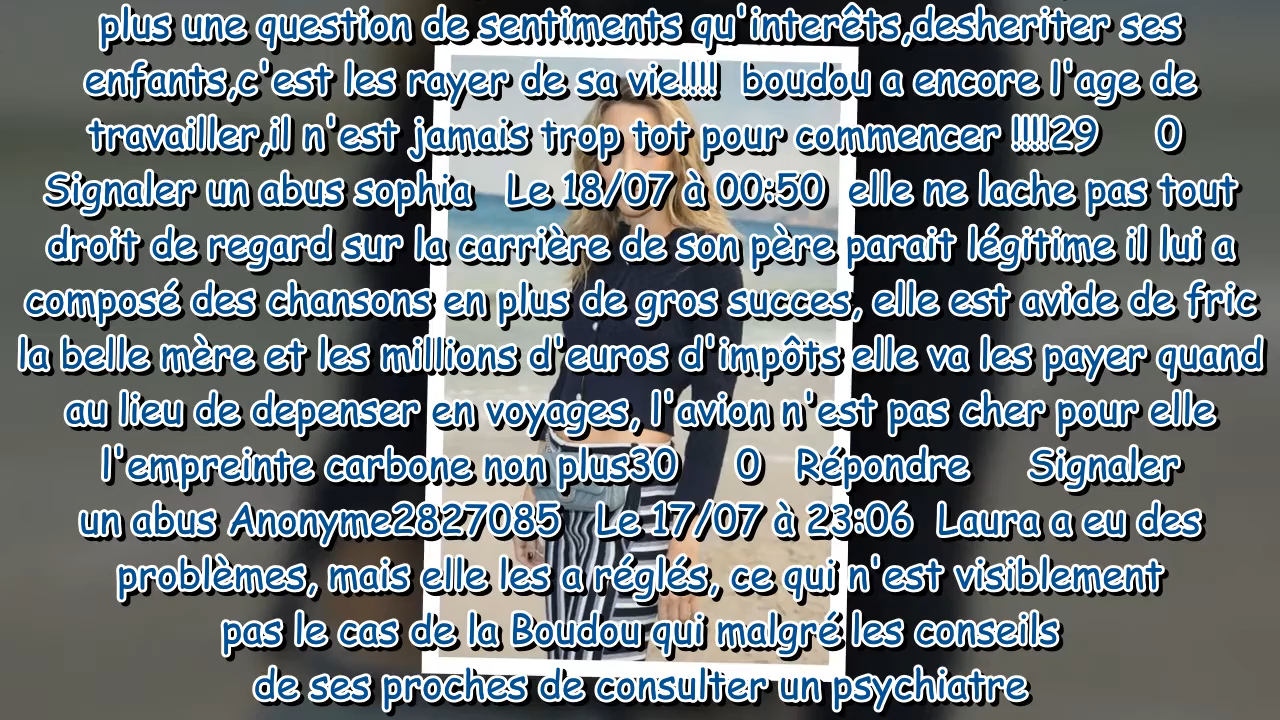 plus une question de sentiments qu'interêts,desheriter ses
enfants,c'est les rayer de sa vie!!!! boudou a encore l'age de
travailler,il n'est jamais trop tot pour commencer !!!!29 0
Signaler un abus sophia Le 18/07 à 00:50 elle ne lache pas tout
droit de regard sur la carrière de son père parait légitime il lui a
composé des chansons en plus de gros succes, elle est avide de fric
la belle mère et les millions d'euros d'impôts elle va les payer quand
au lieu de depenser en voyages, l'avion n'est pas cher pour elle
l'empreinte carbone non plus30 0 Répondre Signaler
un abus Anonyme2827085 Le 17/07 à 23:06 Laura a eu des
problèmes, mais elle les a réglés, ce qui n'est visiblement
pas le cas de la Boudou qui malgré les conseils
de ses proches de consulter un psychiatre